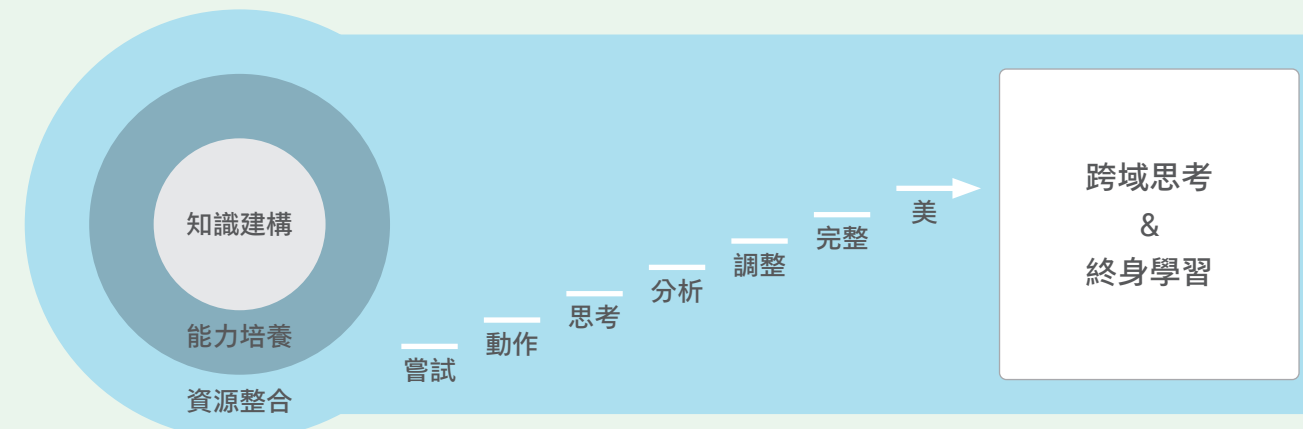 知識建構
能力培養
資源整合
嘗試
動作
思考
分析
調整
完整
美
跨域思考
&
終身學習